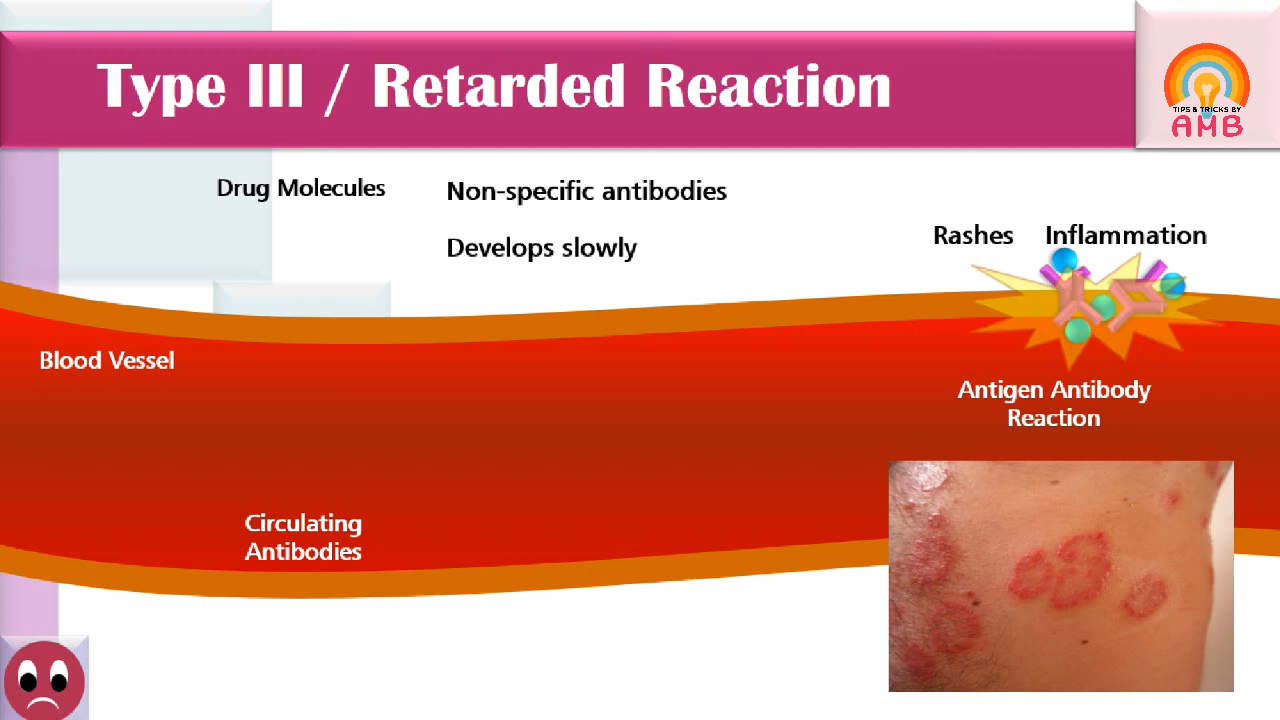 Type III / Retarded Reaction
TIPS & TRICKS BY
AMB
Drug Molecules
Non-specific antibodies
Develops slowly
Rashes
Inflammation
Blood Vessel
Antigen Antibody
Reaction
Circulating
Antibodies